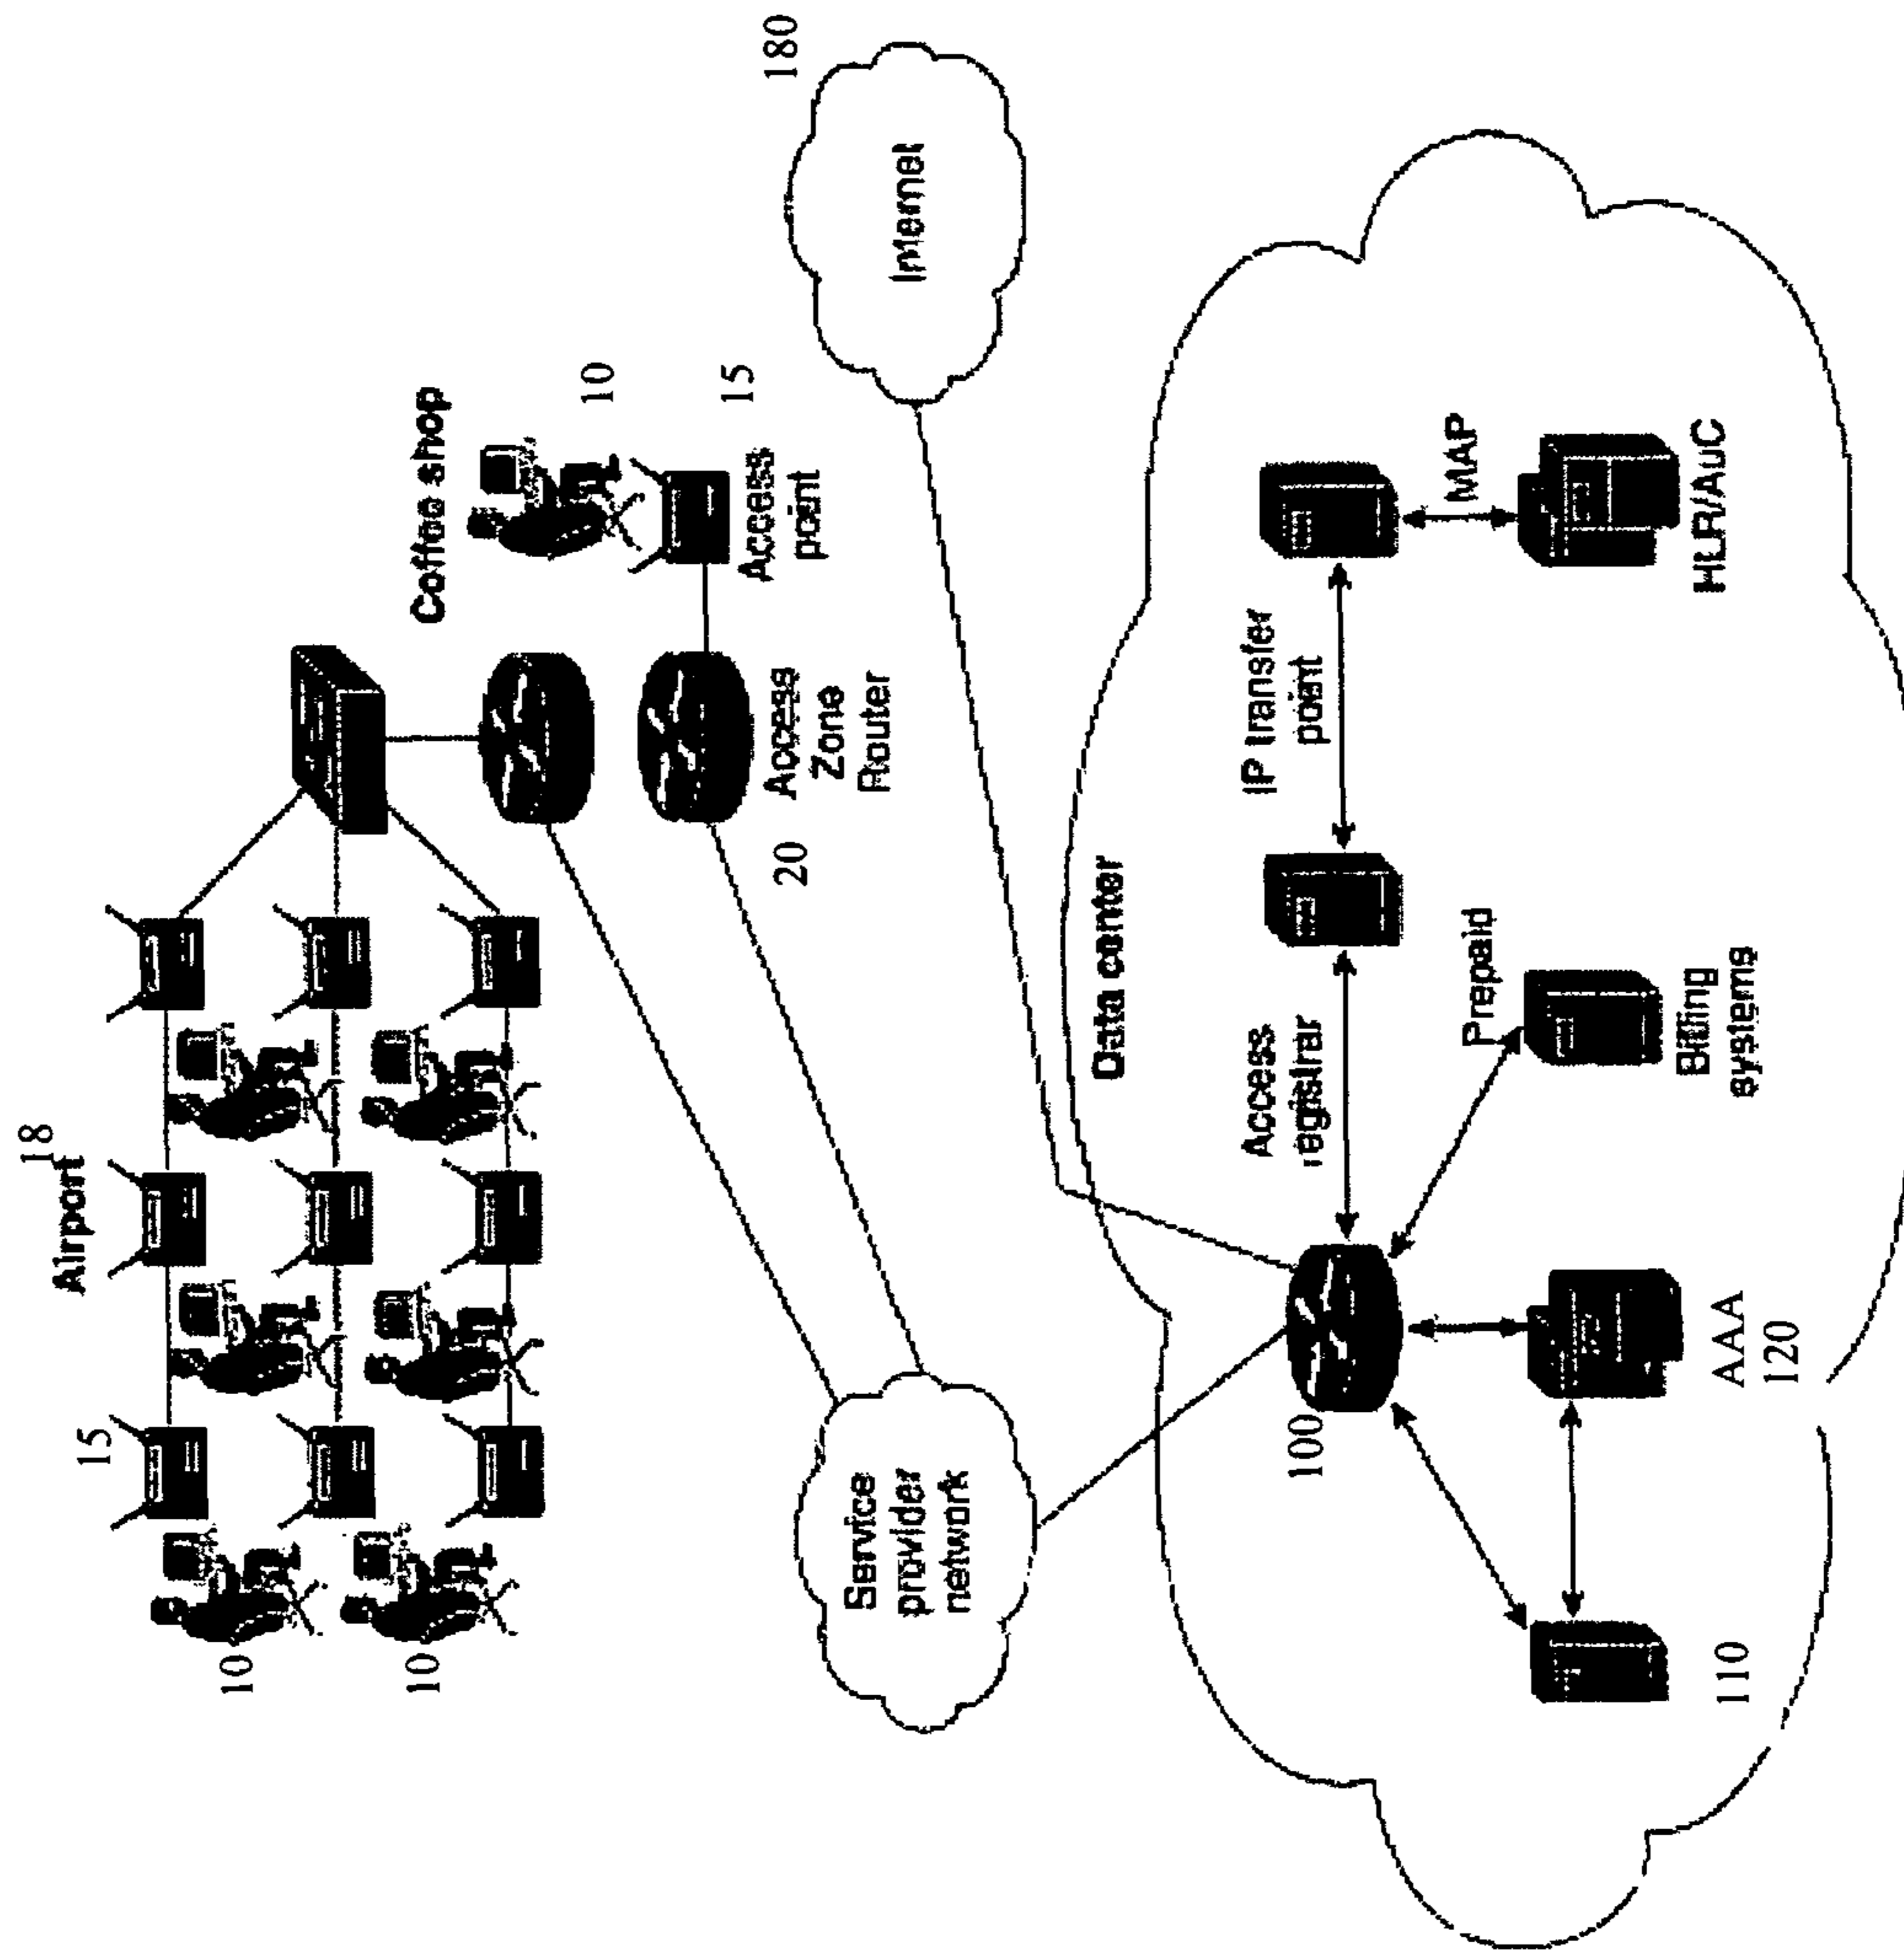 Airport
18
15
10
10
Coffee shop
10
15
Access
point
20
Access
Zone
Router
Service
provider
network
180
Internet
Data center
100
Access
registrar
IP transfer
point
MAP
HLR/AuC
Prepaid
Billing
systems
AAA
120
110